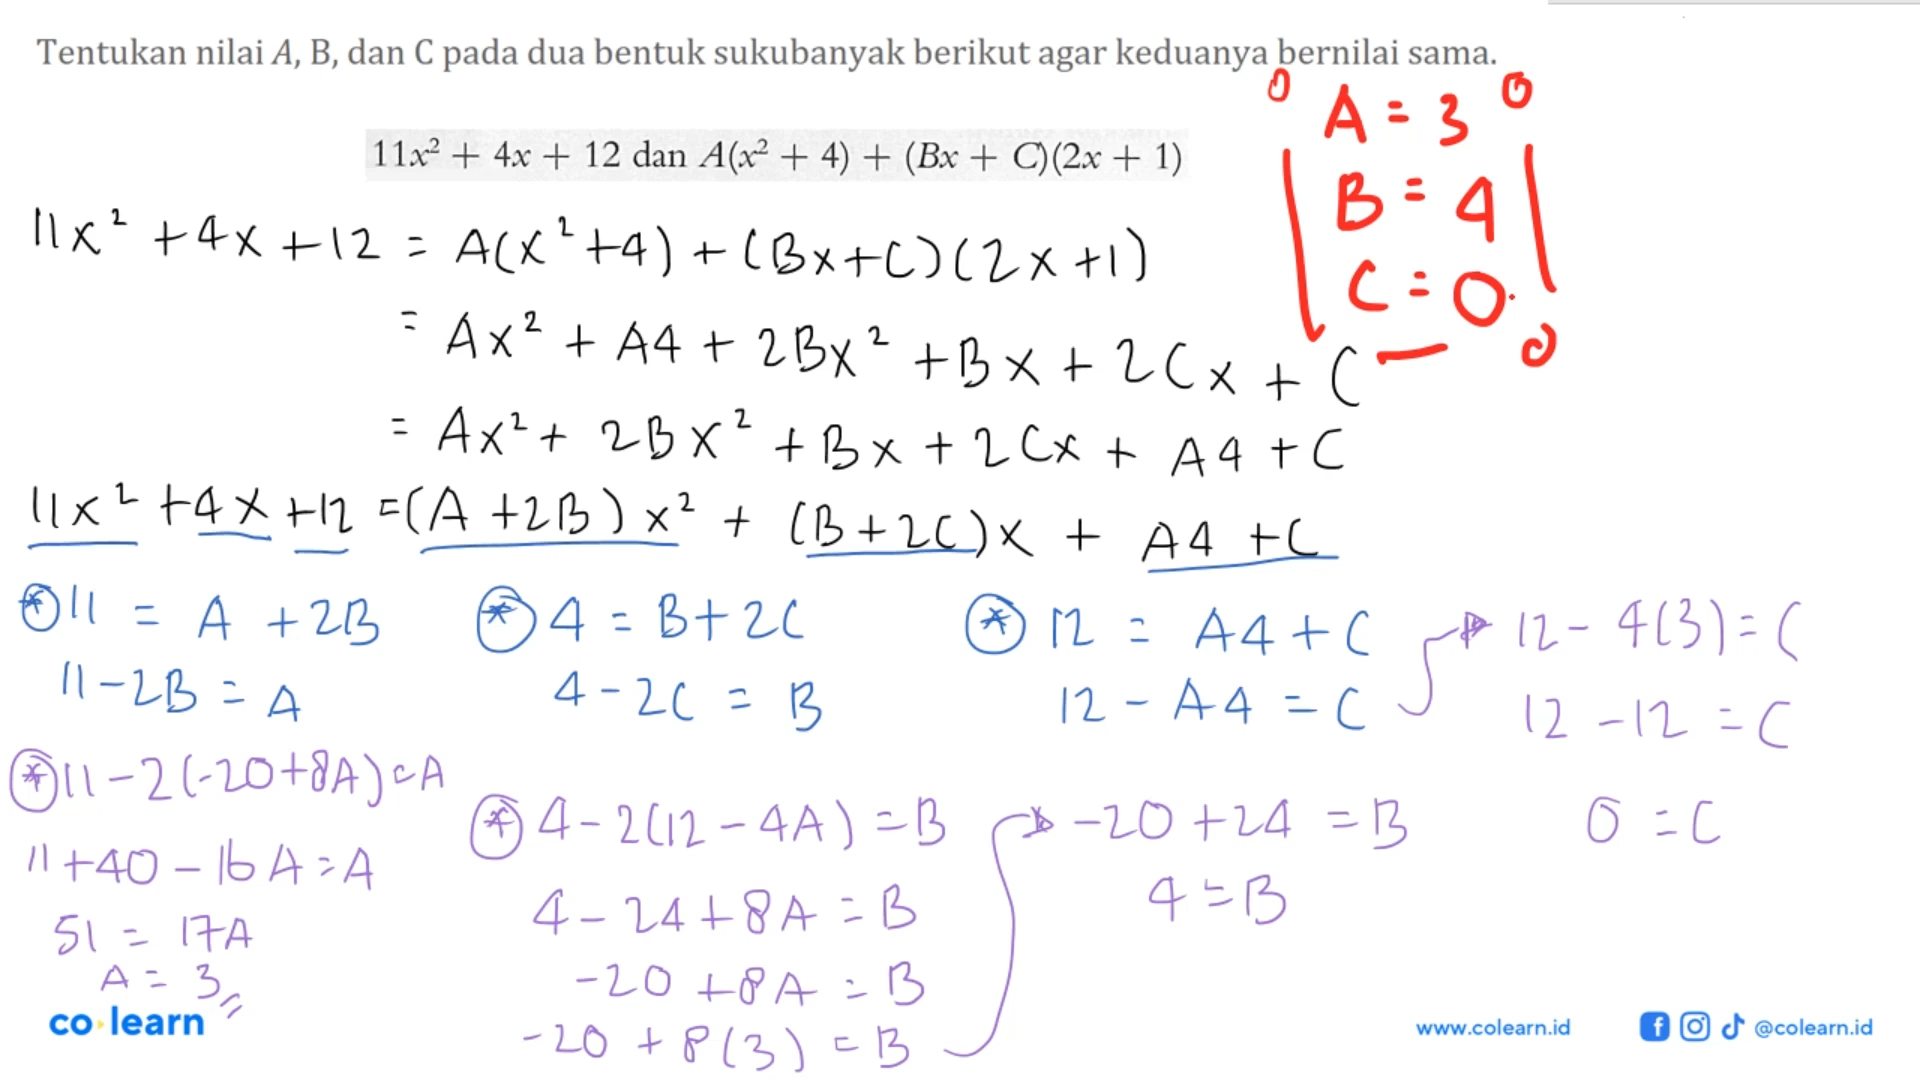 Tentukan nilai A, B, dan C pada dua bentuk sukubanyak berikut agar keduanya bernilai sama.
11x² + 4x + 12 dan A(x² + 4) + (Bx + C)(2x + 1)
A = 3
B = 4
C = 0
11x² + 4x + 12 = A(x² + 4) + (Bx + C)(2x + 1)
= Ax² + A4 + 2Bx² + Bx + 2Cx + C
= Ax² + 2Bx² + Bx + 2Cx + A4 + C
11x² + 4x + 12 = (A + 2B)x² + (B + 2C)x + A4 + C
* 11 = A + 2B
11 - 2B = A
* 4 = B + 2C
4 - 2C = B
* 12 = A4 + C
12 - A4 = C
12 - 4(3) = C
12 - 12 = C
0 = C
* 11 - 2(-20 + 8A) = A
11 + 40 - 16A = A
51 = 17A
A = 3
* 4 - 2(12 - 4A) = B
4 - 24 + 8A = B
-20 + 8A = B
-20 + 8(3) = B
-20 + 24 = B
4 = B
co learn
www.colearn.id
@colearn.id